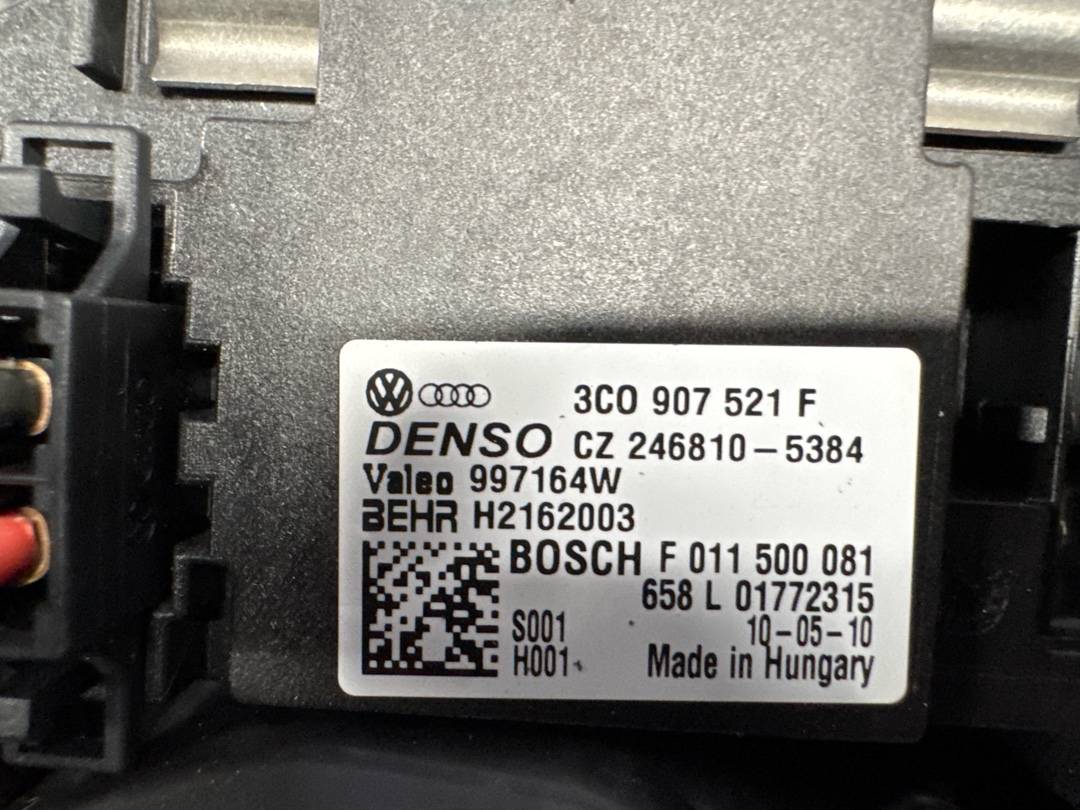 3C0 907 521 F
DENSO CZ 246810-5384
Valeo 997164W
BEHR H2162003
BOSCH F 011 500 081
658 L 01772315
S001 10-05-10
H001 Made in Hungary